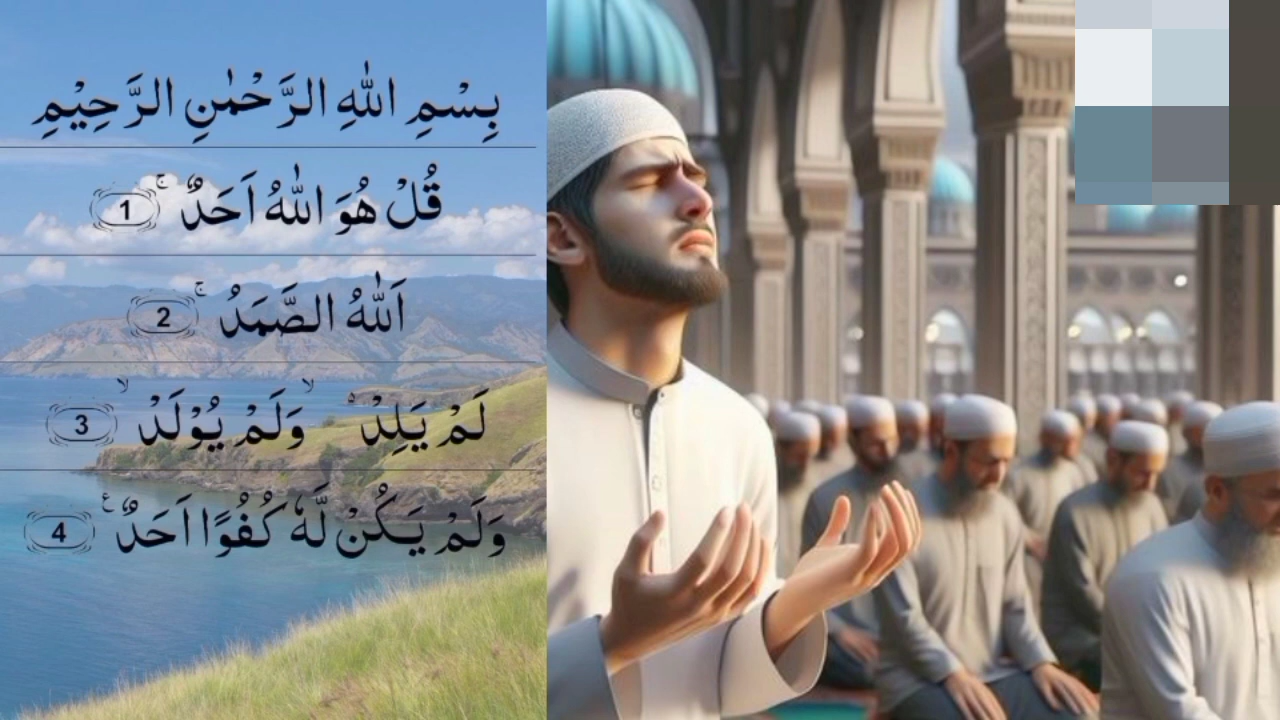 بِسْمِ اللّٰهِ الرَّحْمٰنِ الرَّحِيْمِ
قُلْ هُوَ اللّٰهُ اَحَدٌ ۚ 1
اَللّٰهُ الصَّمَدُ ۚ 2
لَمْ يَلِدْ ەۙ وَلَمْ يُوْلَدْ ۙ 3
وَلَمْ يَكُنْ لَّهٗ كُفُوًا اَحَدٌ ࣖ 4